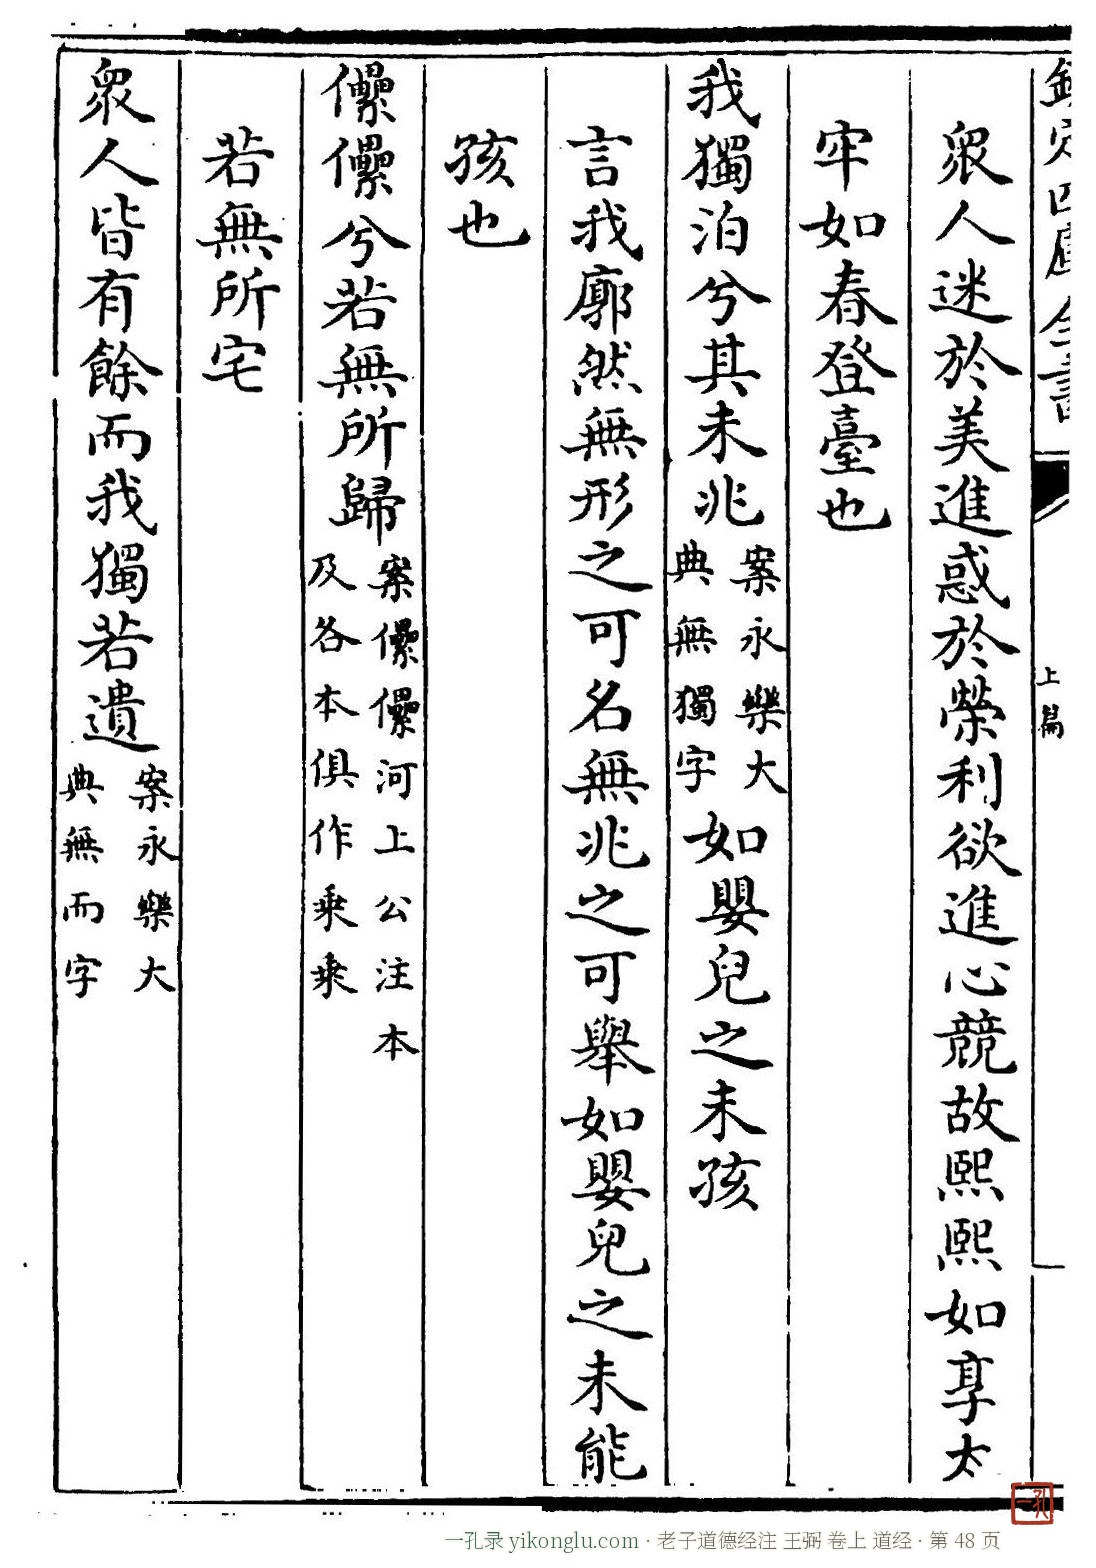 欽定四庫全書
上篇
衆人迷於美進惑於榮利欲進心競故熙熙如享太
牢如春登臺也
我獨泊兮其未兆案永樂大典無獨字如嬰兒之未孩
言我廓然無形之可名無兆之可舉如嬰兒之未能
孩也
儽儽兮若無所歸案儽儽河上公注本及各本俱作乗乗
若無所宅
衆人皆有餘而我獨若遺案永樂大典無而字
一孔
一孔录 yikonglu.com · 老子道德经注 王弼 卷上 道经 · 第 48 页